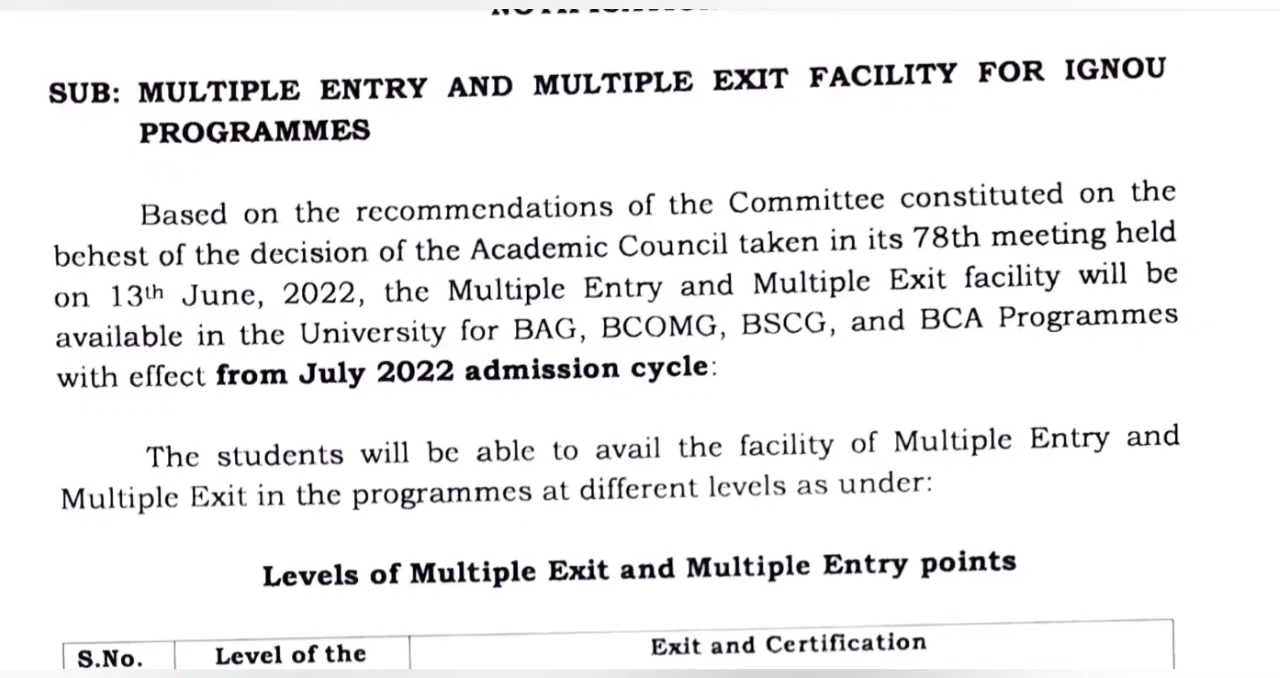 SUB: MULTIPLE ENTRY AND MULTIPLE EXIT FACILITY FOR IGNOU
PROGRAMMES
Based on the recommendations of the Committee constituted on the
behest of the decision of the Academic Council taken in its 78th meeting held
on 13th June, 2022, the Multiple Entry and Multiple Exit facility will be
available in the University for BAG, BCOMG, BSCG, and BCA Programmes
with effect from July 2022 admission cycle:
The students will be able to avail the facility of Multiple Entry and
Multiple Exit in the programmes at different levels as under:
Levels of Multiple Exit and Multiple Entry points
S.No. Level of the Exit and Certification